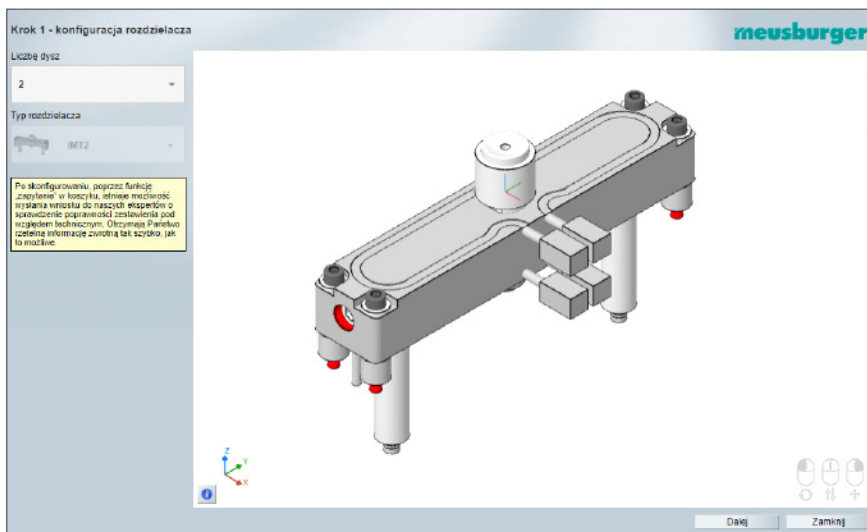 Krok 1 - konfiguracja rozdzielacza
meusburger
Liczbę dysz
2
Typ rozdzielacza
IMT2
Po skonfigurowaniu, poprzez funkcję
„zapytanie" w koszyku, istnieje możliwość
wysłania wniosku do naszych ekspertów o
sprawdzenie poprawności zestawienia pod
względem technicznym. Otrzymają Państwo
rzetelną informację zwrotną tak szybko, jak
to możliwe.
Z
Y
X
i
Dalej
Zamknij